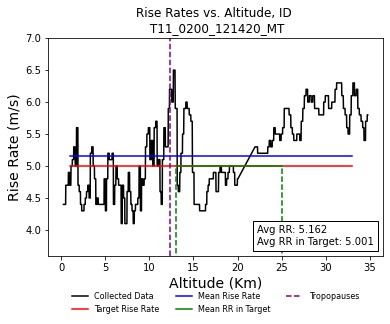 Rise Rates vs. Altitude, ID
T11_0200_121420_MT
Rise Rate (m/s)
7.0
6.5
6.0
5.5
5.0
4.5
4.0
Avg RR: 5.162
Avg RR in Target: 5.001
0 5 10 15 20 25 30 35
Altitude (Km)
Collected Data
Target Rise Rate
Mean Rise Rate
Mean RR in Target
Tropopauses